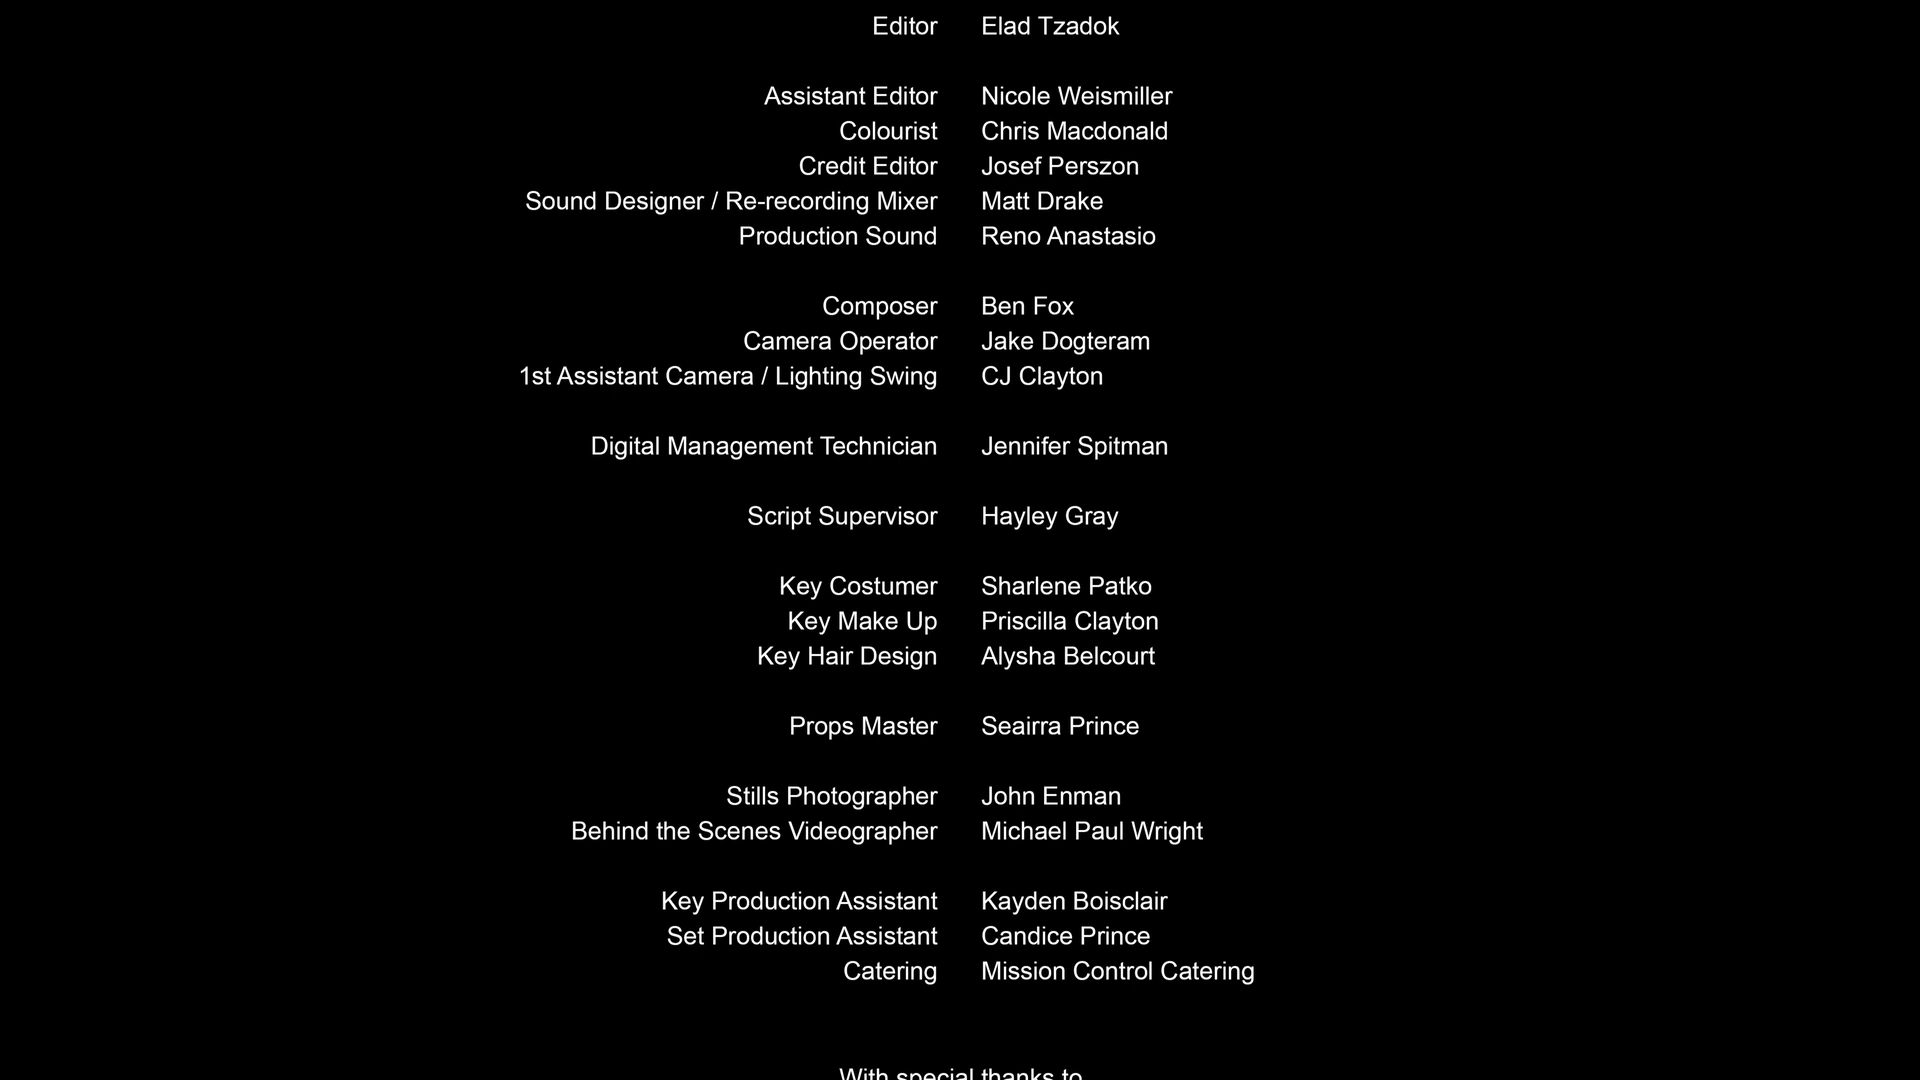 Editor Elad Tzadok
Assistant Editor Nicole Weismiller
Colourist Chris Macdonald
Credit Editor Josef Perszon
Sound Designer / Re-recording Mixer Matt Drake
Production Sound Reno Anastasio
Composer Ben Fox
Camera Operator Jake Dogteram
1st Assistant Camera / Lighting Swing CJ Clayton
Digital Management Technician Jennifer Spitman
Script Supervisor Hayley Gray
Key Costumer Sharlene Patko
Key Make Up Priscilla Clayton
Key Hair Design Alysha Belcourt
Props Master Seairra Prince
Stills Photographer John Enman
Behind the Scenes Videographer Michael Paul Wright
Key Production Assistant Kayden Boisclair
Set Production Assistant Candice Prince
Catering Mission Control Catering
With special thanks to